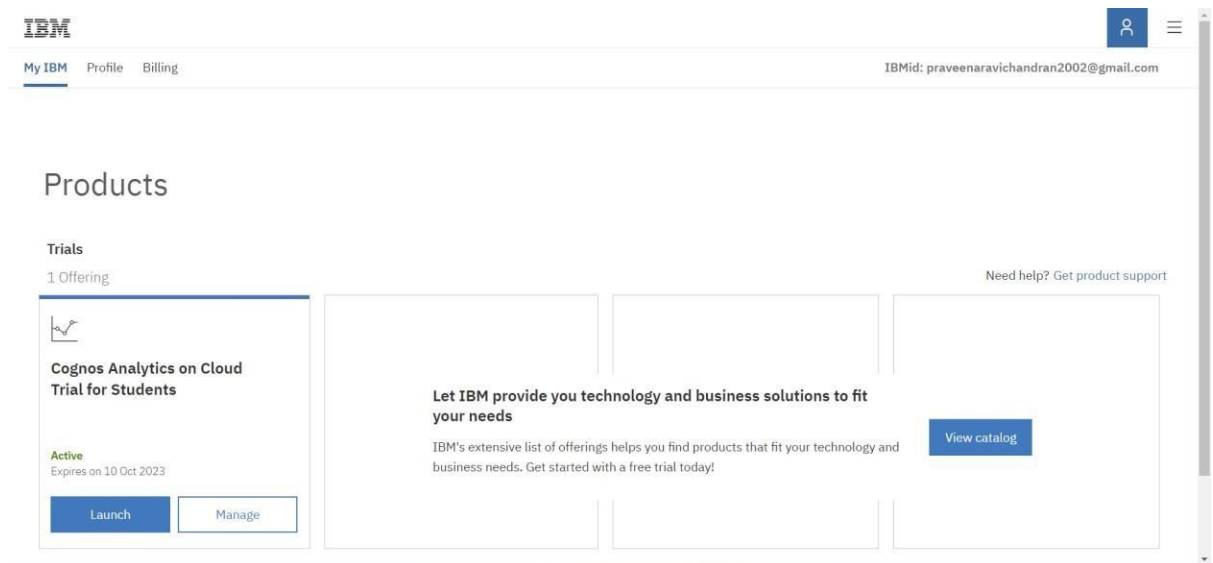 IBM
My IBM Profile Billing IBMid: praveenaravichandran2002@gmail.com
Products
Trials
1 Offering
Need help? Get product support
Cognos Analytics on Cloud
Trial for Students
Active
Expires on 10 Oct 2023
Launch Manage
Let IBM provide you technology and business solutions to fit
your needs
IBM's extensive list of offerings helps you find products that fit your technology and
business needs. Get started with a free trial today!
View catalog